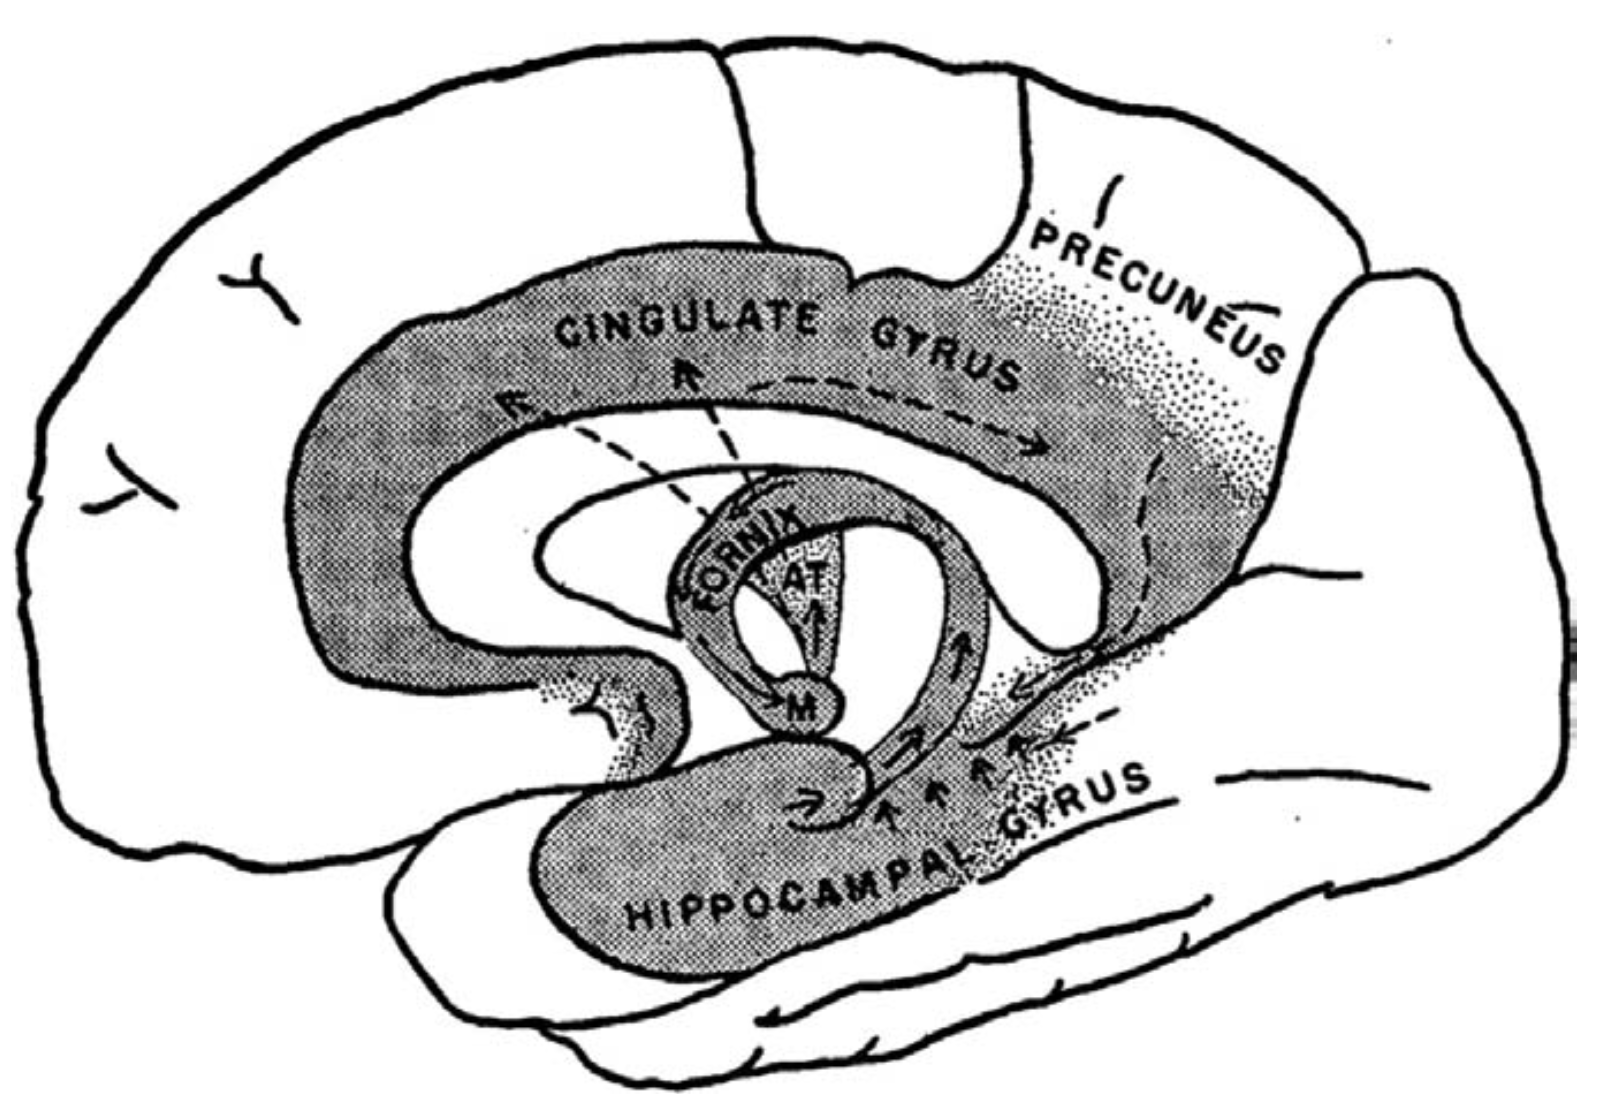 PRECUNEUS
CINGULATE GYRUS
FORNIX
AT
M
HIPPOCAMPAL GYRUS